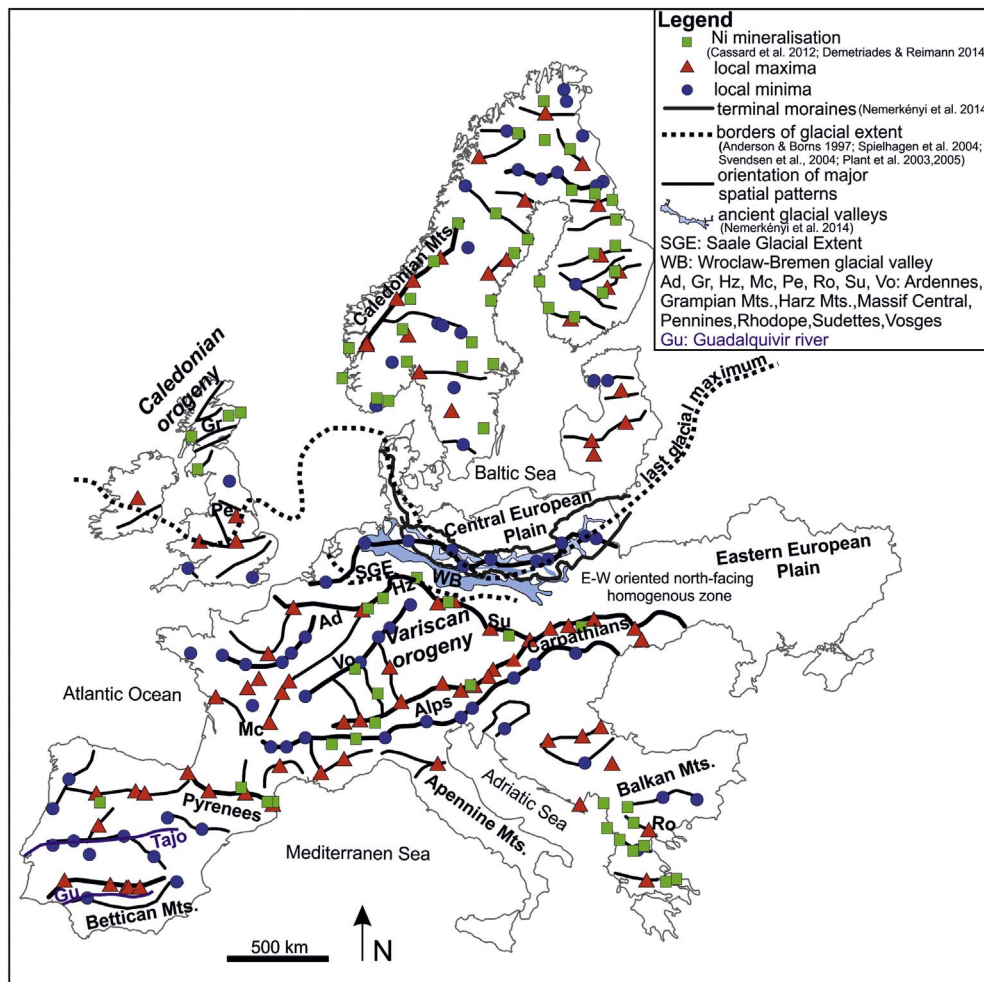 Legend
Ni mineralisation
(Cassard et al. 2012; Demetriades & Reimann 2014
local maxima
local minima
terminal moraines (Nemerkényi et al. 2014
borders of glacial extent
(Anderson & Borns 1997; Spielhagen et al. 2004;
Svendsen et al., 2004; Plant et al. 2003,2005)
orientation of major
spatial patterns
ancient glacial valleys
(Nemerkényi et al. 2014)
SGE: Saale Glacial Extent
WB: Wroclaw-Bremen glacial valley
Ad, Gr, Hz, Mc, Pe, Ro, Su, Vo: Ardennes,
Grampian Mts.,Harz Mts.,Massif Central,
Pennines,Rhodope,Sudettes,Vosges
Gu: Guadalquivir river
Caledonian Mts.
Caledonian
orogeny
Gr
last glacial maximum
Baltic Sea
Pe
Central European
Plain
Eastern European
Plain
SGE
WB
Hz
E-W oriented north-facing
homogenous zone
Ad
Su
Variscan
orogeny
Carpathians
Vo
Atlantic Ocean
Alps
Mc
Adriatic Sea
Balkan Mts.
Pyrenees
Apennine Mts.
Ro
Tajo
Mediterranen Sea
Gu
Bettican Mts.
500 km
N